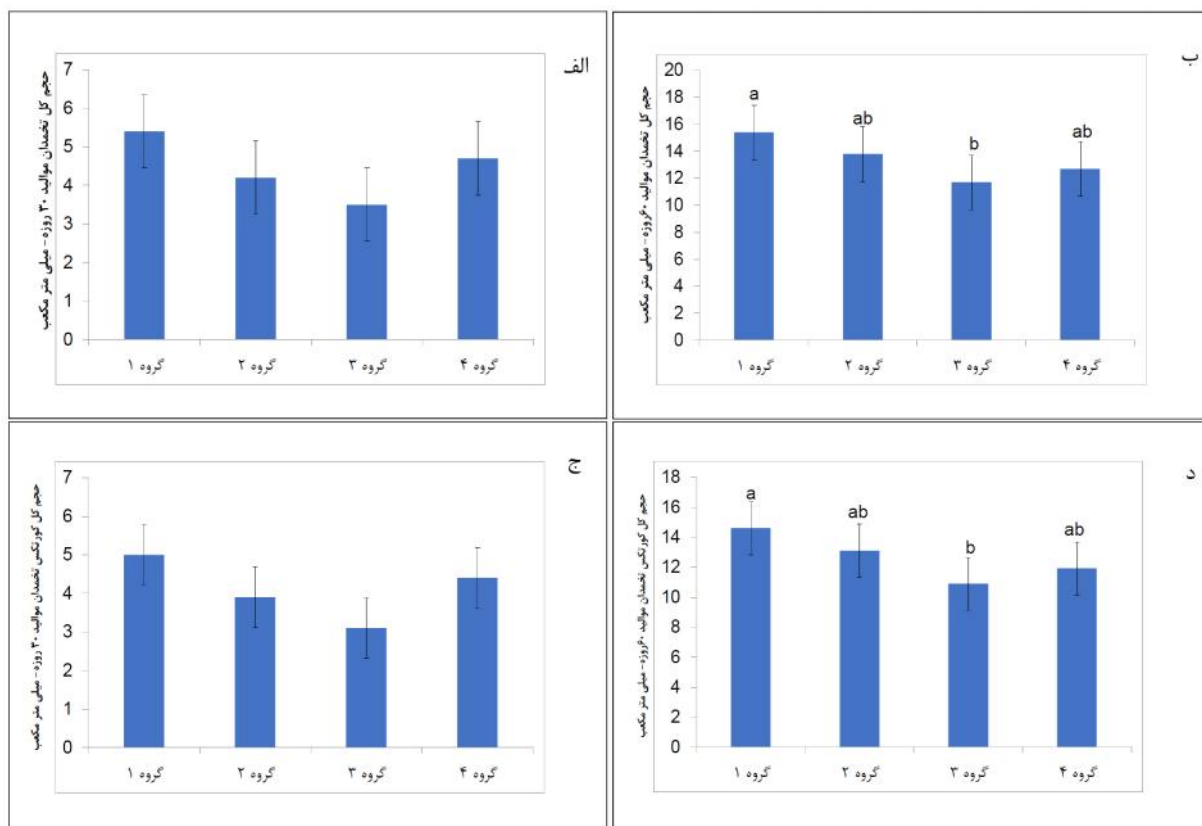 الف
حجم کل تخمدان موالید ۳۰ روزه - میلی متر مکعب
7
6
5
4
3
2
1
0
گروه ۱ گروه ۲ گروه ۳ گروه ۴
ب
حجم کل تخمدان موالید ۶۰روزه - میلی متر مکعب
20
18
16
14
12
10
8
6
4
2
0
a ab b ab
گروه ۱ گروه ۲ گروه ۳ گروه ۴
ج
حجم کل کورتکس تخمدان موالید ۳۰ روزه - میلی متر مکعب
7
6
5
4
3
2
1
0
گروه ۱ گروه ۲ گروه ۳ گروه ۴
د
حجم کل کورتکس تخمدان موالید ۶۰روزه - میلی متر مکعب
18
16
14
12
10
8
6
4
2
0
a ab b ab
گروه ۱ گروه ۲ گروه ۳ گروه ۴